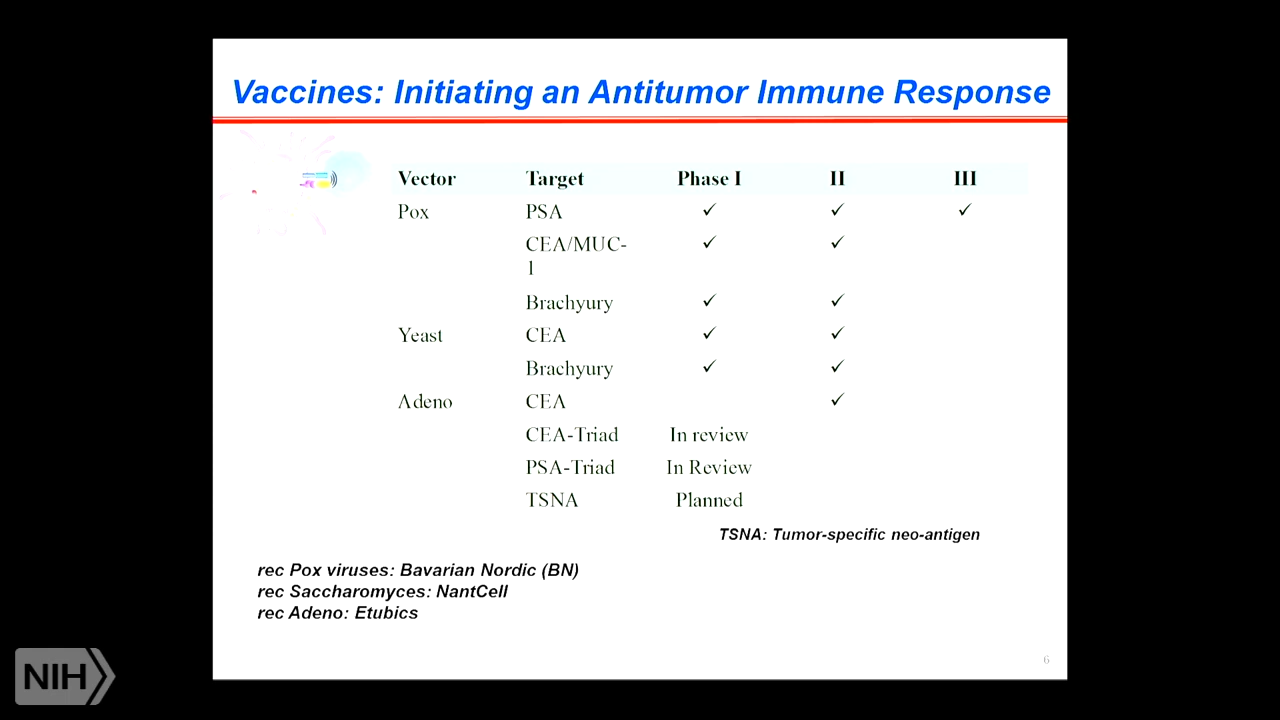 Vaccines: Initiating an Antitumor Immune Response
Vector Target Phase I II III
Pox PSA ✓ ✓ ✓
CEA/MUC- ✓ ✓
1
Brachyury ✓ ✓
Yeast CEA ✓ ✓
Brachyury ✓ ✓
Adeno CEA ✓
CEA-Triad In review
PSA-Triad In Review
TSNA Planned
TSNA: Tumor-specific neo-antigen
rec Pox viruses: Bavarian Nordic (BN)
rec Saccharomyces: NantCell
rec Adeno: Etubics
6
NIH